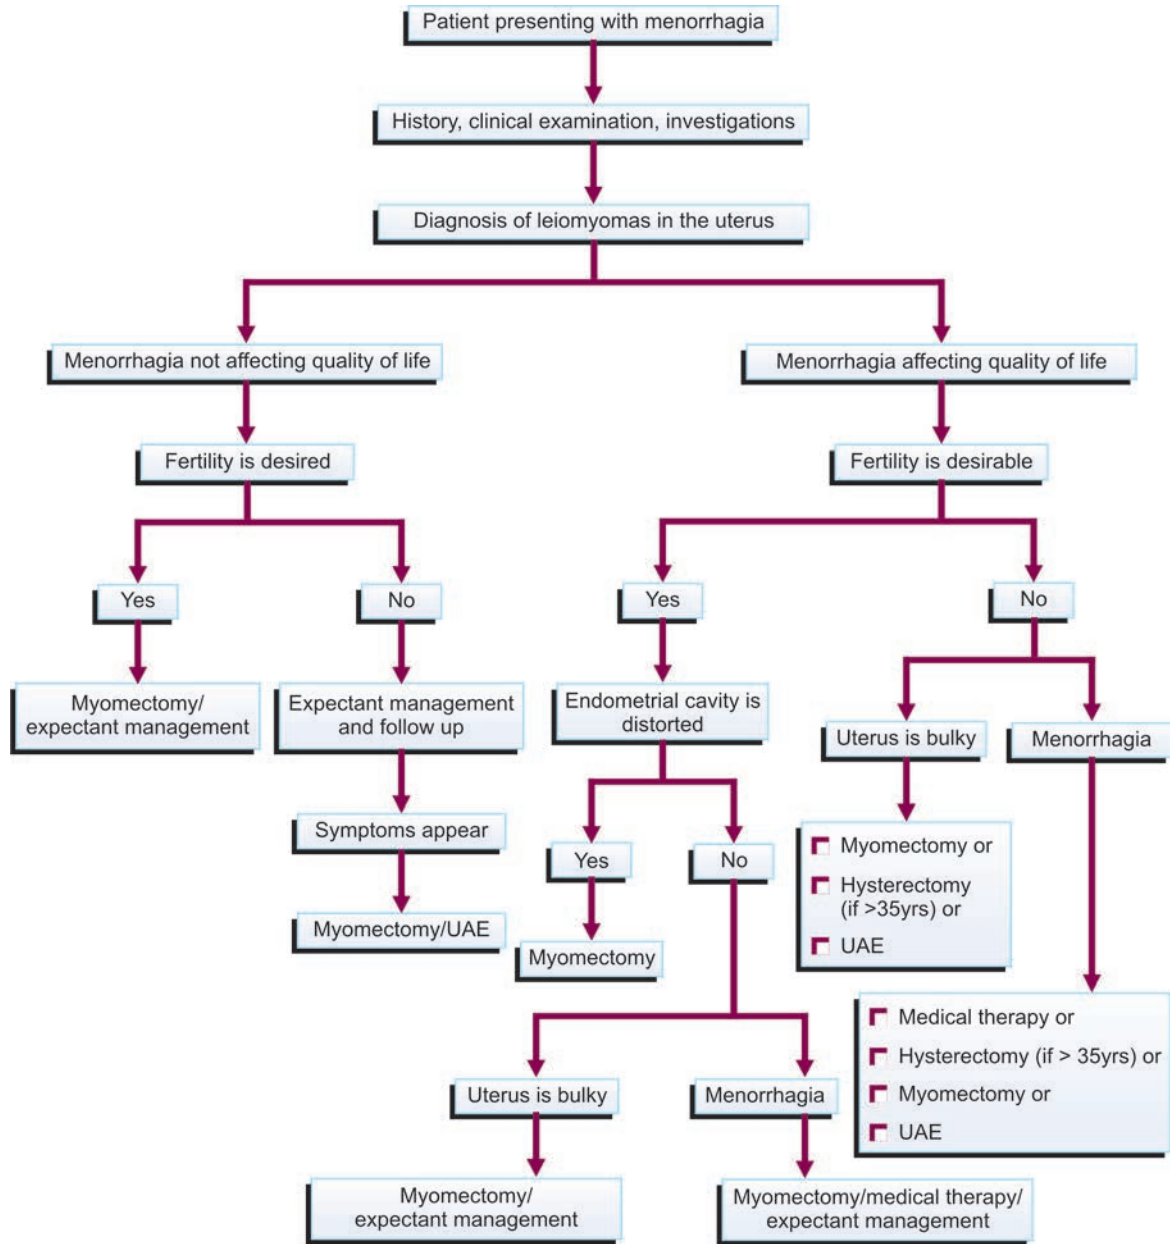 Patient presenting with menorrhagia
History, clinical examination, investigations
Diagnosis of leiomyomas in the uterus
Menorrhagia not affecting quality of life
Menorrhagia affecting quality of life
Fertility is desired
Fertility is desirable
Yes
No
Yes
No
Myomectomy/
expectant management
Expectant management
and follow up
Endometrial cavity is
distorted
Uterus is bulky
Menorrhagia
Symptoms appear
Yes
No
Myomectomy or
Hysterectomy
(if >35yrs) or
UAE
Myomectomy/UAE
Myomectomy
Medical therapy or
Hysterectomy (if > 35yrs) or
Myomectomy or
UAE
Uterus is bulky
Menorrhagia
Myomectomy/
expectant management
Myomectomy/medical therapy/
expectant management